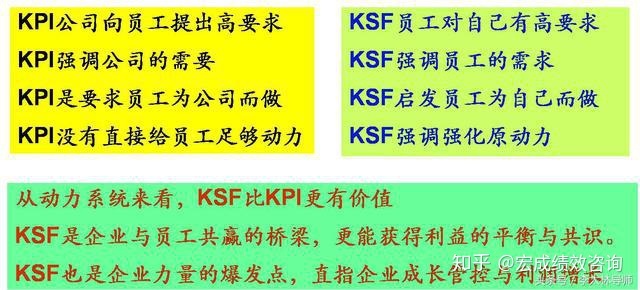 KPI公司向员工提出高要求
KPI强调公司的需要
KPI是要求员工为公司而做
KPI没有直接给员工足够动力
KSF员工对自己有高要求
KSF强调员工的需求
KSF启发员工为自己而做
KSF强调强化原动力
从动力系统来看，KSF比KPI更有价值
KSF是企业与员工共赢的桥梁，更能获得利益的平衡与共识。
KSF也是企业力量的爆发点，直指企业成长管控与利润增
知乎 @宏成绩效咨询